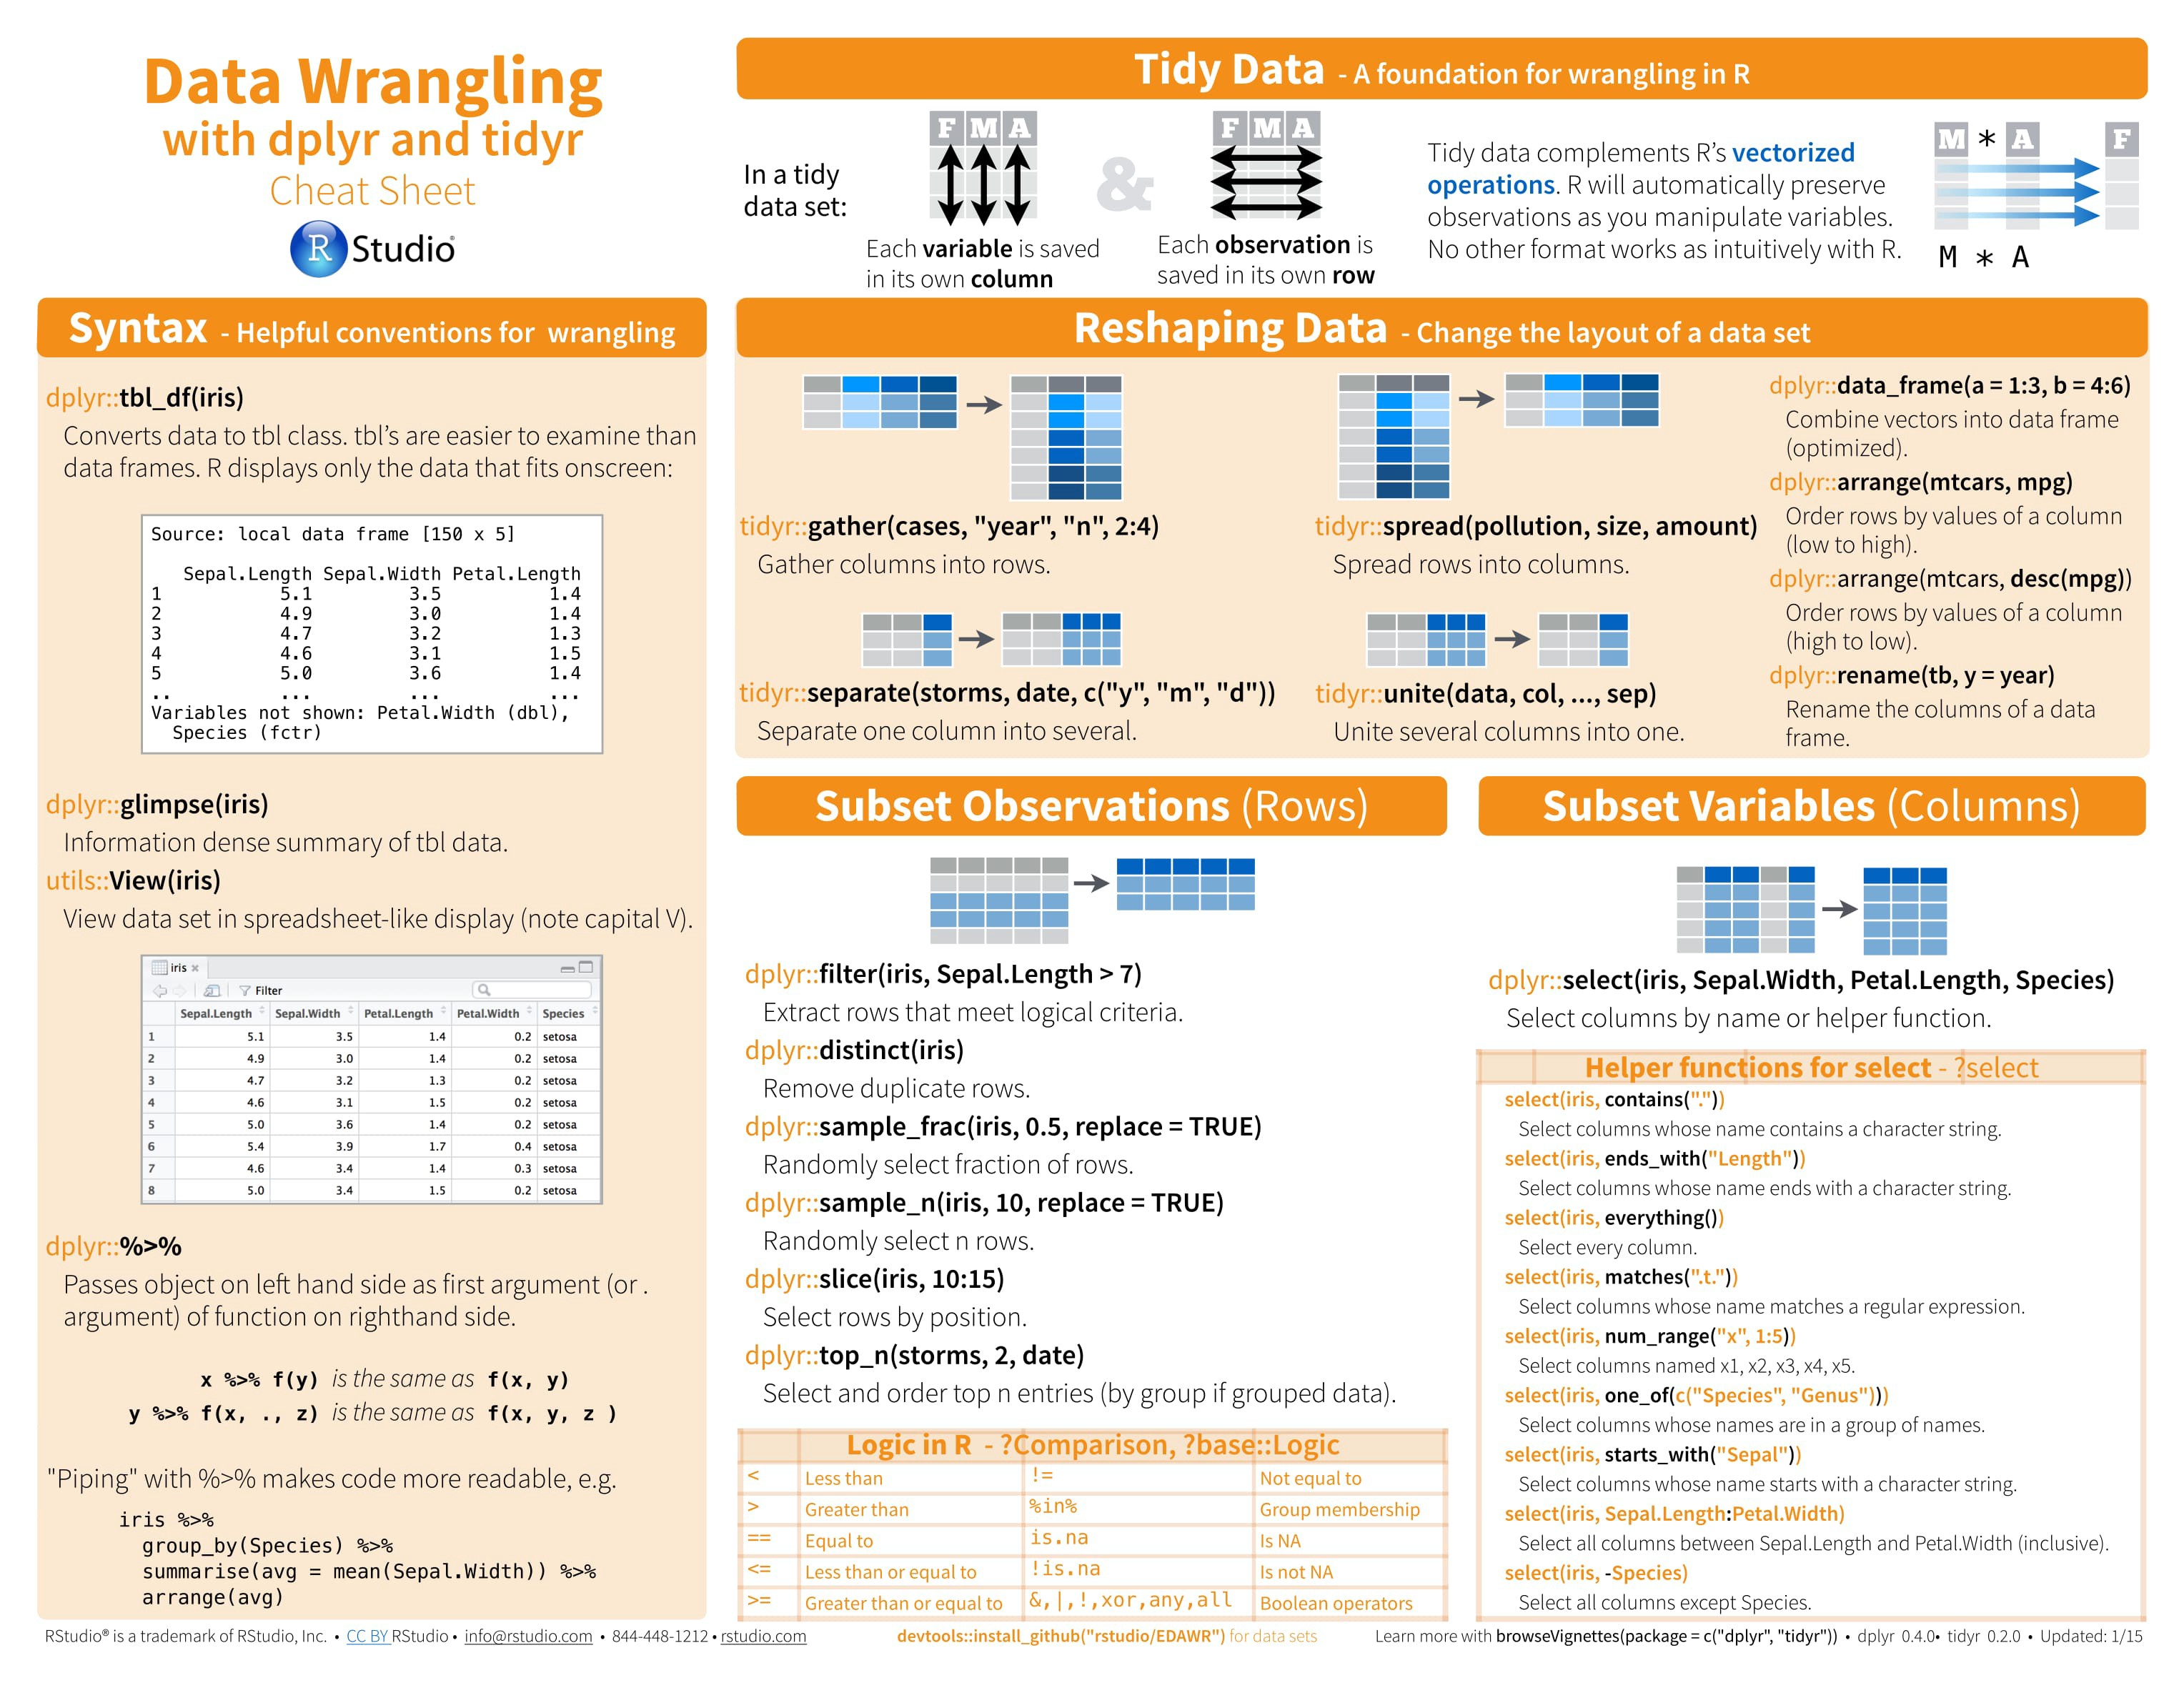 Data Wrangling
with dplyr and tidyr
Cheat Sheet
R Studio®
Syntax - Helpful conventions for wrangling
dplyr::tbl_df(iris)
Converts data to tbl class. tbl’s are easier to examine than
data frames. R displays only the data that fits onscreen:
Source: local data frame [150 x 5]
Sepal.Length Sepal.Width Petal.Length
1 5.1 3.5 1.4
2 4.9 3.0 1.4
3 4.7 3.2 1.3
4 4.6 3.1 1.5
5 5.0 3.6 1.4
.. ... ... ...
Variables not shown: Petal.Width (dbl),
Species (fctr)
dplyr::glimpse(iris)
Information dense summary of tbl data.
utils::View(iris)
View data set in spreadsheet-like display (note capital V).
iris
Filter
Sepal.Length Sepal.Width Petal.Length Petal.Width Species
1 5.1 3.5 1.4 0.2 setosa
2 4.9 3.0 1.4 0.2 setosa
3 4.7 3.2 1.3 0.2 setosa
4 4.6 3.1 1.5 0.2 setosa
5 5.0 3.6 1.4 0.2 setosa
6 5.4 3.9 1.7 0.4 setosa
7 4.6 3.4 1.4 0.3 setosa
8 5.0 3.4 1.5 0.2 setosa
dplyr::%>%
Passes object on left hand side as first argument (or .
argument) of function on righthand side.
x %>% f(y) is the same as f(x, y)
y %>% f(x, ., z) is the same as f(x, y, z )
"Piping" with %>% makes code more readable, e.g.
iris %>%
group_by(Species) %>%
summarise(avg = mean(Sepal.Width)) %>%
arrange(avg)
Tidy Data - A foundation for wrangling in R
In a tidy
data set:
F M A
Each variable is saved
in its own column
&
F M A
Each observation is
saved in its own row
Tidy data complements R’s vectorized
operations. R will automatically preserve
observations as you manipulate variables.
No other format works as intuitively with R.
M * A F
M * A
Reshaping Data - Change the layout of a data set
tidyr::gather(cases, "year", "n", 2:4)
Gather columns into rows.
tidyr::spread(pollution, size, amount)
Spread rows into columns.
tidyr::separate(storms, date, c("y", "m", "d"))
Separate one column into several.
tidyr::unite(data, col, ..., sep)
Unite several columns into one.
dplyr::data_frame(a = 1:3, b = 4:6)
Combine vectors into data frame
(optimized).
dplyr::arrange(mtcars, mpg)
Order rows by values of a column
(low to high).
dplyr::arrange(mtcars, desc(mpg))
Order rows by values of a column
(high to low).
dplyr::rename(tb, y = year)
Rename the columns of a data
frame.
Subset Observations (Rows)
dplyr::filter(iris, Sepal.Length > 7)
Extract rows that meet logical criteria.
dplyr::distinct(iris)
Remove duplicate rows.
dplyr::sample_frac(iris, 0.5, replace = TRUE)
Randomly select fraction of rows.
dplyr::sample_n(iris, 10, replace = TRUE)
Randomly select n rows.
dplyr::slice(iris, 10:15)
Select rows by position.
dplyr::top_n(storms, 2, date)
Select and order top n entries (by group if grouped data).
Logic in R - ?Comparison, ?base::Logic
< Less than != Not equal to
> Greater than %in% Group membership
== Equal to is.na Is NA
<= Less than or equal to !is.na Is not NA
>= Greater than or equal to &,|,!,xor,any,all Boolean operators
Subset Variables (Columns)
dplyr::select(iris, Sepal.Width, Petal.Length, Species)
Select columns by name or helper function.
Helper functions for select - ?select
select(iris, contains("."))
Select columns whose name contains a character string.
select(iris, ends_with("Length"))
Select columns whose name ends with a character string.
select(iris, everything())
Select every column.
select(iris, matches(".t."))
Select columns whose name matches a regular expression.
select(iris, num_range("x", 1:5))
Select columns named x1, x2, x3, x4, x5.
select(iris, one_of(c("Species", "Genus")))
Select columns whose names are in a group of names.
select(iris, starts_with("Sepal"))
Select columns whose name starts with a character string.
select(iris, Sepal.Length:Petal.Width)
Select all columns between Sepal.Length and Petal.Width (inclusive).
select(iris, -Species)
Select all columns except Species.
RStudio® is a trademark of RStudio, Inc. • CC BY RStudio • info@rstudio.com • 844-448-1212 • rstudio.com
devtools::install_github("rstudio/EDAWR") for data sets
Learn more with browseVignettes(package = c("dplyr", "tidyr")) • dplyr 0.4.0• tidyr 0.2.0 • Updated: 1/15